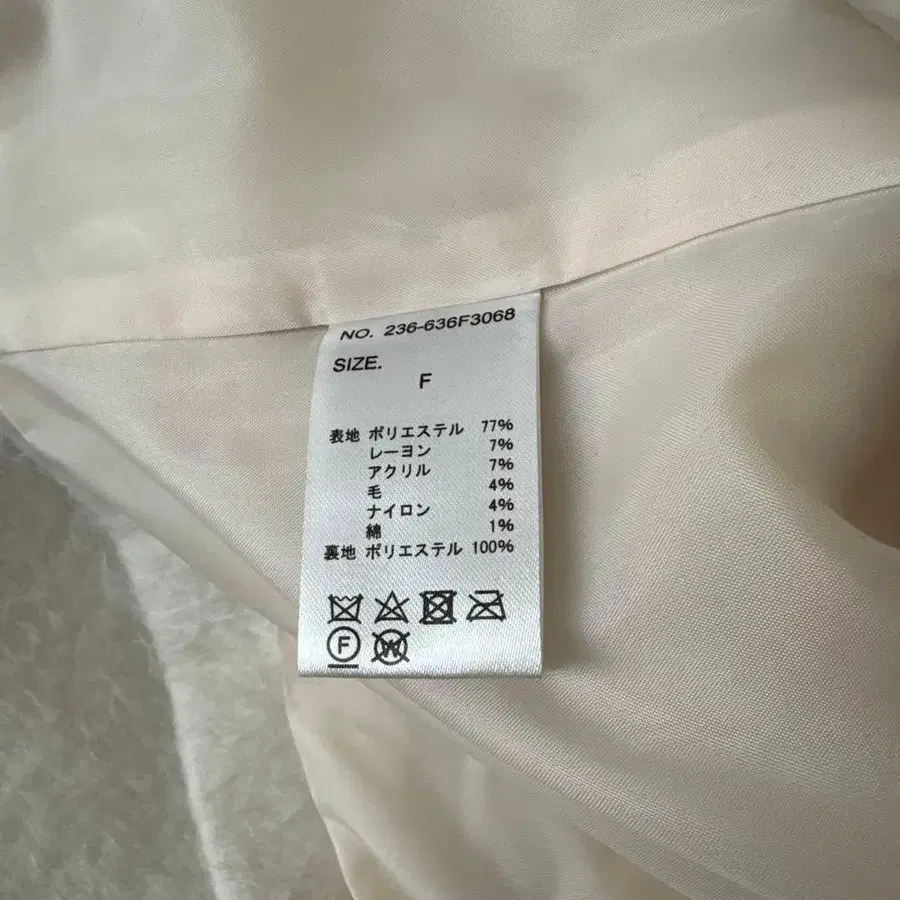 NO. 236-636F3068
SIZE.
F
表地 ポリエステル 77%
レーヨン 7%
アクリル 7%
毛 4%
ナイロン 4%
綿 1%
裏地 ポリエステル 100%
F W